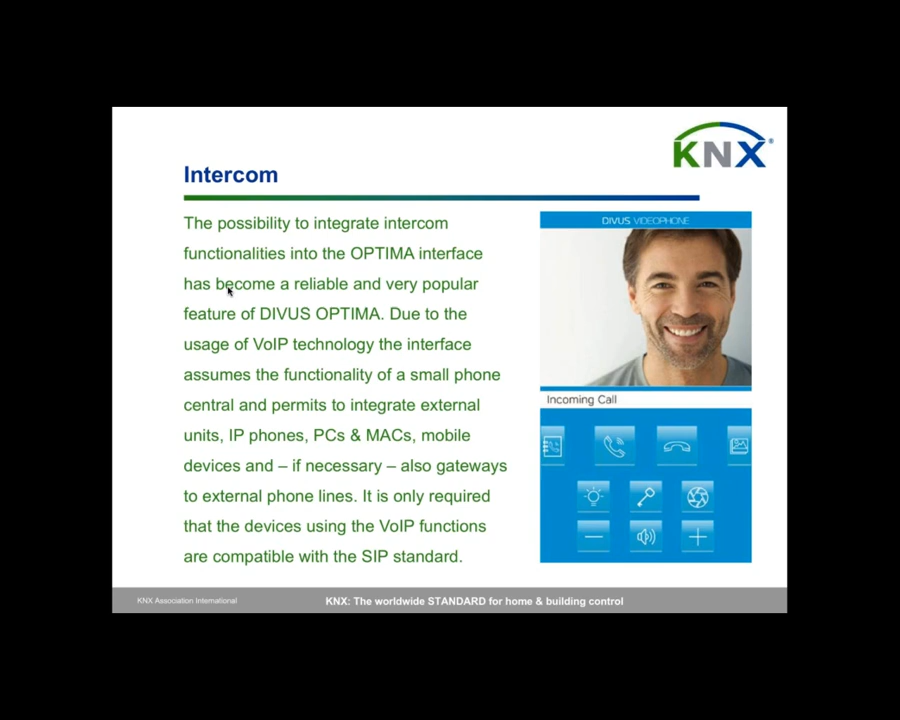 KNX®
Intercom
The possibility to integrate intercom
functionalities into the OPTIMA interface
has become a reliable and very popular
feature of DIVUS OPTIMA. Due to the
usage of VoIP technology the interface
assumes the functionality of a small phone
central and permits to integrate external
units, IP phones, PCs & MACs, mobile
devices and – if necessary – also gateways
to external phone lines. It is only required
that the devices using the VoIP functions
are compatible with the SIP standard.
DIVUS VIDEOPHONE
Incoming Call
KNX Association International
KNX: The worldwide STANDARD for home & building control